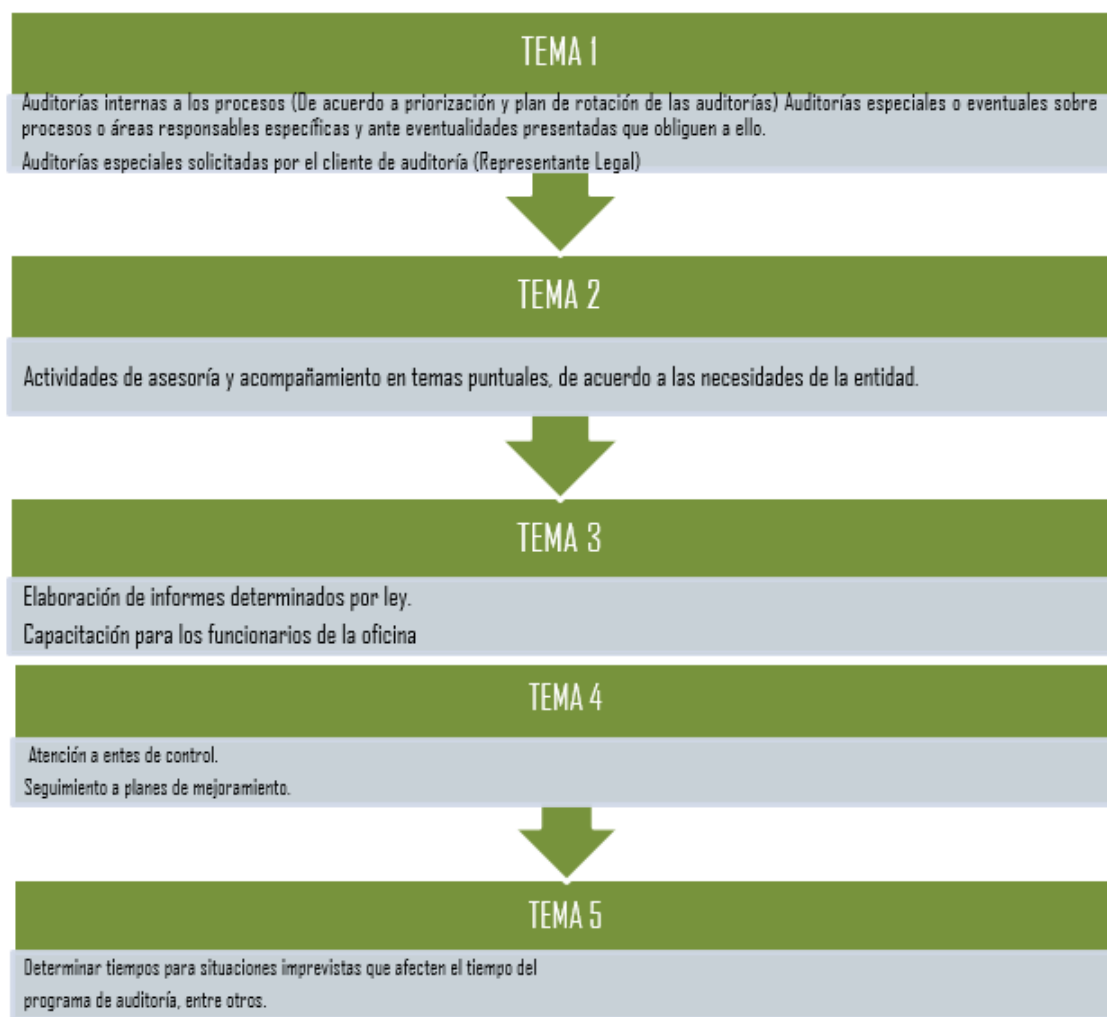 TEMA 1
Auditorías internas a los procesos (De acuerdo a priorización y plan de rotación de las auditorías) Auditorías especiales o eventuales sobre
procesos o áreas responsables específicas y ante eventualidades presentadas que obliguen a ello.
Auditorías especiales solicitadas por el cliente de auditoría (Representante Legal)
TEMA 2
Actividades de asesoría y acompañamiento en temas puntuales, de acuerdo a las necesidades de la entidad.
TEMA 3
Elaboración de informes determinados por ley.
Capacitación para los funcionarios de la oficina
TEMA 4
Atención a entes de control.
Seguimiento a planes de mejoramiento.
TEMA 5
Determinar tiempos para situaciones imprevistas que afecten el tiempo del
programa de auditoría, entre otros.